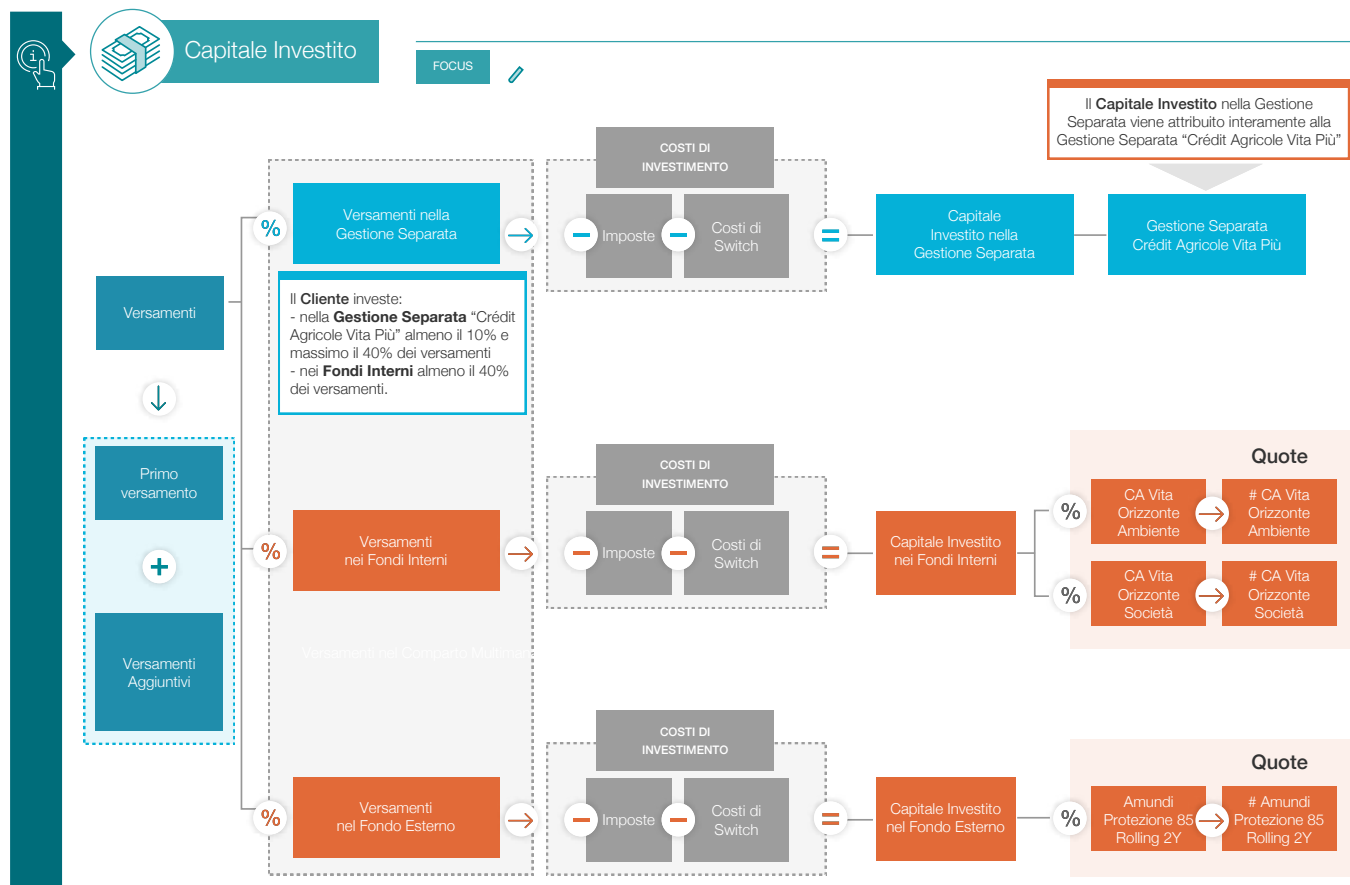 Capitale Investito
FOCUS
Il Capitale Investito nella Gestione
Separata viene attribuito interamente alla
Gestione Separata “Crédit Agricole Vita Più”
COSTI DI
INVESTIMENTO
%
Versamenti nella
Gestione Separata
Imposte
Costi di
Switch
Capitale
Investito nella
Gestione Separata
Gestione Separata
Crédit Agricole Vita Più
Versamenti
Il Cliente investe:
- nella Gestione Separata “Crédit
Agricole Vita Più” almeno il 10% e
massimo il 40% dei versamenti
- nei Fondi Interni almeno il 40%
dei versamenti.
Primo
versamento
+
Versamenti
Aggiuntivi
COSTI DI
INVESTIMENTO
%
Versamenti
nei Fondi Interni
Imposte
Costi di
Switch
Capitale Investito
nei Fondi Interni
Quote
%
CA Vita
Orizzonte
Ambiente
# CA Vita
Orizzonte
Ambiente
%
CA Vita
Orizzonte
Società
# CA Vita
Orizzonte
Società
Versamenti nel Comparto Multiman
COSTI DI
INVESTIMENTO
%
Versamenti
nel Fondo Esterno
Imposte
Costi di
Switch
Capitale Investito
nel Fondo Esterno
Quote
%
Amundi
Protezione 85
Rolling 2Y
# Amundi
Protezione 85
Rolling 2Y